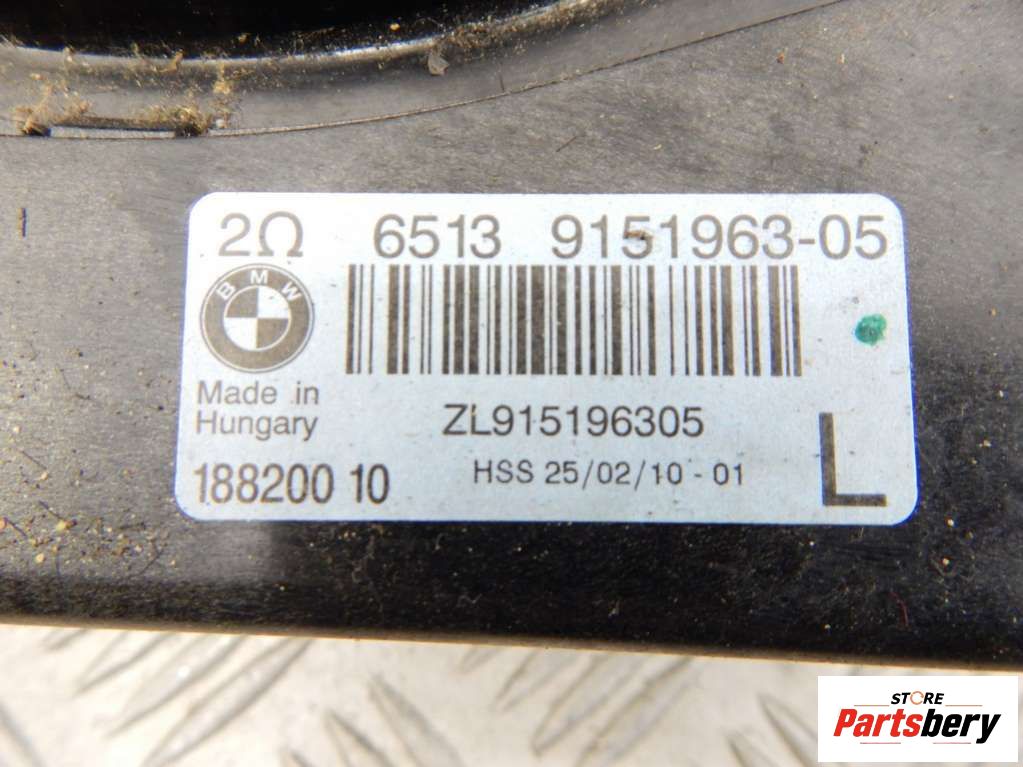 2Ω 6513 9151963-05
BMW
Made in
Hungary
ZL915196305
188200 10
HSS 25/02/10 - 01
L
STORE
Partsbery